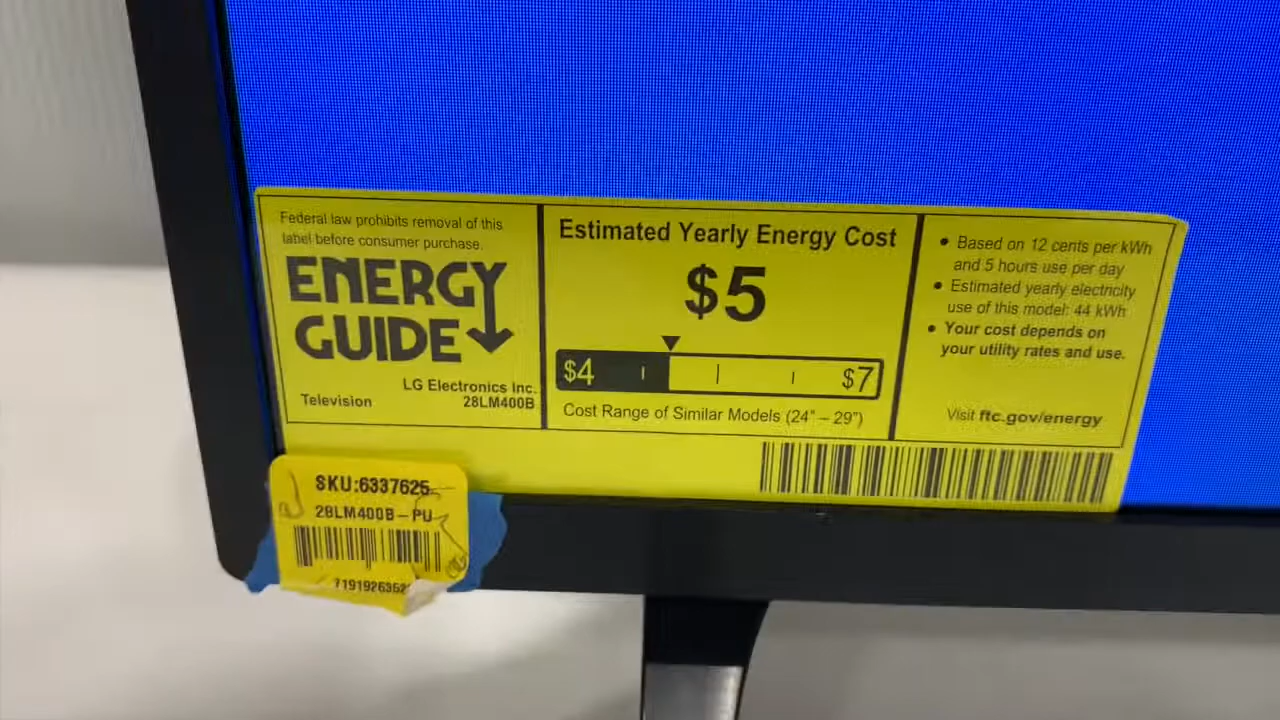 Federal law prohibits removal of this
label before consumer purchase.
ENERGY
GUIDE
LG Electronics Inc.
Television
28LM400B
Estimated Yearly Energy Cost
$5
$4
$7
Cost Range of Similar Models (24" – 29")
• Based on 12 cents per kWh
and 5 hours use per day
• Estimated yearly electricity
use of this model: 44 kWh
• Your cost depends on
your utility rates and use.
Visit ftc.gov/energy
SKU:6337625
28LM400B-PU